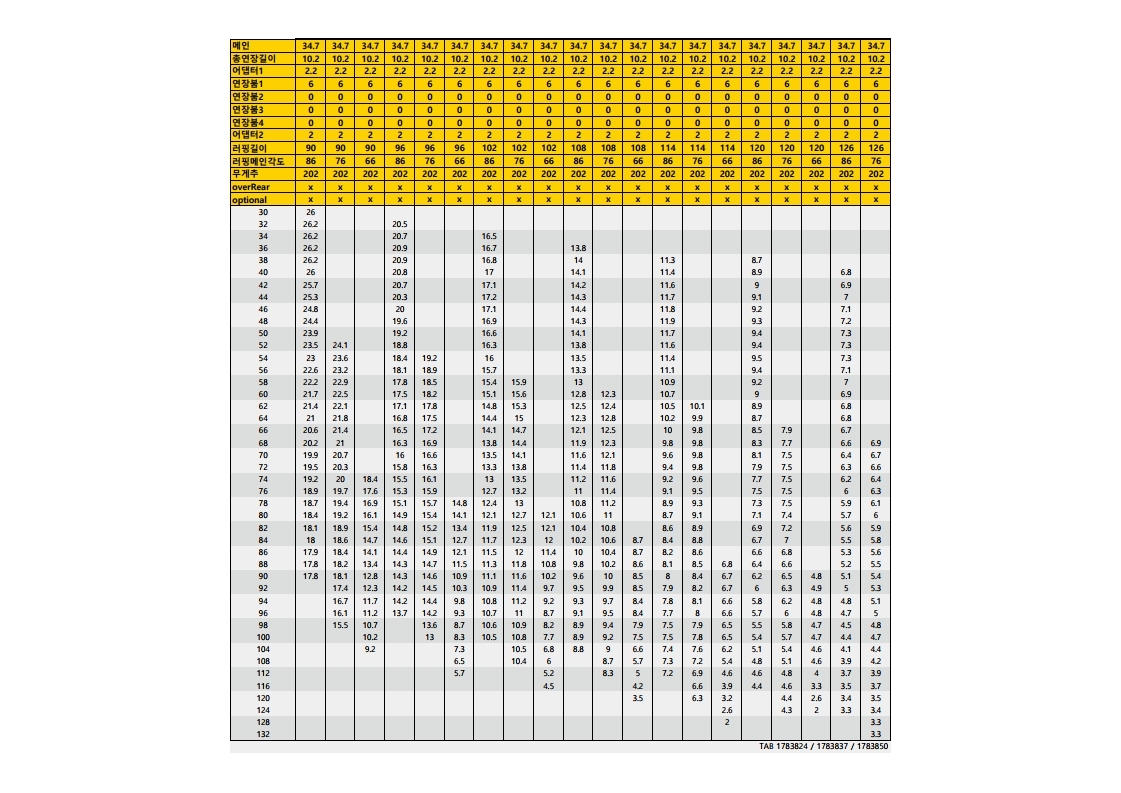 메인 34.7 34.7 34.7 34.7 34.7 34.7 34.7 34.7 34.7 34.7 34.7 34.7 34.7 34.7 34.7 34.7 34.7 34.7 34.7 34.7
총연장길이 10.2 10.2 10.2 10.2 10.2 10.2 10.2 10.2 10.2 10.2 10.2 10.2 10.2 10.2 10.2 10.2 10.2 10.2 10.2 10.2
어댑터1 2.2 2.2 2.2 2.2 2.2 2.2 2.2 2.2 2.2 2.2 2.2 2.2 2.2 2.2 2.2 2.2 2.2 2.2 2.2 2.2
연장붐1 6 6 6 6 6 6 6 6 6 6 6 6 6 6 6 6 6 6 6 6
연장붐2 0 0 0 0 0 0 0 0 0 0 0 0 0 0 0 0 0 0 0 0
연장붐3 0 0 0 0 0 0 0 0 0 0 0 0 0 0 0 0 0 0 0 0
연장붐4 0 0 0 0 0 0 0 0 0 0 0 0 0 0 0 0 0 0 0 0
어댑터2 2 2 2 2 2 2 2 2 2 2 2 2 2 2 2 2 2 2 2 2
러핑길이 90 90 90 96 96 96 102 102 102 108 108 108 114 114 114 120 120 120 126 126
러핑메인각도 86 76 66 86 76 66 86 76 66 86 76 66 86 76 66 86 76 66 86 76
무게추 202 202 202 202 202 202 202 202 202 202 202 202 202 202 202 202 202 202 202 202
overRear x x x x x x x x x x x x x x x x x x x x
optional x x x x x x x x x x x x x x x x x x x x
30 26
32 26.2 20.5
34 26.2 20.7 16.5
36 26.2 20.9 16.7 13.8
38 26.2 20.9 16.8 14 11.3 8.7
40 26 20.8 17 14.1 11.4 8.9 6.8
42 25.7 20.7 17.1 14.2 11.6 9 6.9
44 25.3 20.3 17.2 14.3 11.7 9.1 7
46 24.8 20 17.1 14.4 11.8 9.2 7.1
48 24.4 19.6 16.9 14.3 11.9 9.3 7.2
50 23.9 19.2 16.6 14.1 11.7 9.4 7.3
52 23.5 24.1 18.8 16.3 13.8 11.6 9.4 7.3
54 23 23.6 18.4 19.2 16 13.5 11.4 9.5 7.3
56 22.6 23.2 18.1 18.9 15.7 13.3 11.1 9.4 7.1
58 22.2 22.9 17.8 18.5 15.4 15.9 13 10.9 9.2 7
60 21.7 22.5 17.5 18.2 15.1 15.6 12.8 12.3 10.7 9 6.9
62 21.4 22.1 17.1 17.8 14.8 15.3 12.5 12.4 10.5 10.1 8.9 6.8
64 21 21.8 16.8 17.5 14.4 15 12.3 12.8 10.2 9.9 8.7 6.8
66 20.6 21.4 16.5 17.2 14.1 14.7 12.1 12.5 10 9.8 8.5 7.9 6.7
68 20.2 21 16.3 16.9 13.8 14.4 11.9 12.3 9.8 9.8 8.3 7.7 6.6 6.9
70 19.9 20.7 16 16.6 13.5 14.1 11.6 12.1 9.6 9.8 8.1 7.5 6.4 6.7
72 19.5 20.3 15.8 16.3 13.3 13.8 11.4 11.8 9.4 9.8 7.9 7.5 6.3 6.6
74 19.2 20 18.4 15.5 16.1 13 13.5 11.2 11.6 9.2 9.6 7.7 7.5 6.2 6.4
76 18.9 19.7 17.6 15.3 15.9 12.7 13.2 11 11.4 9.1 9.5 7.5 7.5 6 6.3
78 18.7 19.4 16.9 15.1 15.7 14.8 12.4 13 10.8 11.2 8.9 9.3 7.3 7.5 5.9 6.1
80 18.4 19.2 16.1 14.9 15.4 14.1 12.1 12.7 12.1 10.6 11 8.7 9.1 7.1 7.4 5.7 6
82 18.1 18.9 15.4 14.8 15.2 13.4 11.9 12.5 12.1 10.4 10.8 8.6 8.9 6.9 7.2 5.6 5.9
84 18 18.6 14.7 14.6 15.1 12.7 11.7 12.3 12 10.2 10.6 8.7 8.4 8.8 6.7 7 5.5 5.8
86 17.9 18.4 14.1 14.4 14.9 12.1 11.5 12 11.4 10 10.4 8.7 8.2 8.6 6.6 6.8 5.3 5.6
88 17.8 18.2 13.4 14.3 14.7 11.5 11.3 11.8 10.8 9.8 10.2 8.6 8.1 8.5 6.8 6.4 6.6 5.2 5.5
90 17.8 18.1 12.8 14.3 14.6 10.9 11.1 11.6 10.2 9.6 10 8.5 8 8.4 6.7 6.2 6.5 4.8 5.1 5.4
92 17.4 12.3 14.2 14.5 10.3 10.9 11.4 9.7 9.5 9.9 8.5 7.9 8.2 6.7 6 6.3 4.9 5 5.3
94 16.7 11.7 14.2 14.4 9.8 10.8 11.2 9.2 9.3 9.7 8.4 7.8 8.1 6.6 5.8 6.2 4.8 4.8 5.1
96 16.1 11.2 13.7 14.2 9.3 10.7 11 8.7 9.1 9.5 8.4 7.7 8 6.6 5.7 6 4.8 4.7 5
98 15.5 10.7 13.6 8.7 10.6 10.9 8.2 8.9 9.4 7.9 7.5 7.9 6.5 5.5 5.8 4.7 4.5 4.8
100 10.2 13 8.3 10.5 10.8 7.7 8.9 9.2 7.5 7.5 7.8 6.5 5.4 5.7 4.7 4.4 4.7
104 9.2 7.3 10.5 6.8 8.8 9 6.6 7.4 7.6 6.2 5.1 5.4 4.6 4.1 4.4
108 6.5 10.4 6 8.7 5.7 7.3 7.2 5.4 4.8 5.1 4.6 3.9 4.2
112 5.7 5.2 8.3 5 7.2 6.9 4.6 4.6 4.8 4 3.7 3.9
116 4.5 4.2 6.6 3.9 4.4 4.6 3.3 3.5 3.7
120 3.5 6.3 3.2 4.4 2.6 3.4 3.5
124 2.6 4.3 2 3.3 3.4
128 2 3.3
132 3.3
TAB 1783824 / 1783837 / 1783850